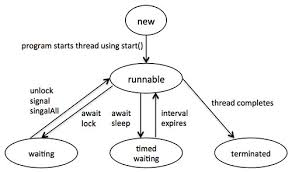 new
program starts thread using start()
runnable
unlock
signal
singalAll
await
lock
await
sleep
interval
expires
thread completes
waiting
timed
waiting
terminated